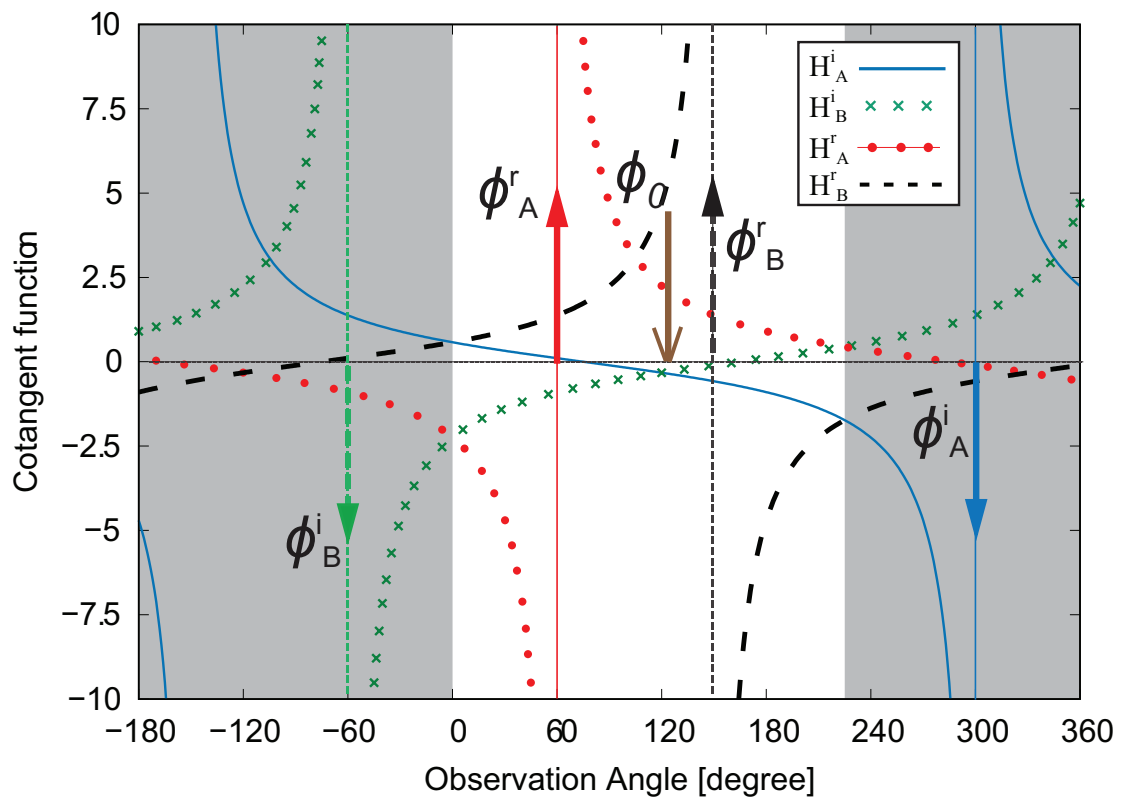 10
7.5
5
2.5
0
−2.5
−5
−7.5
−10
Cotangent function
−180
−120
−60
0
60
120
180
240
300
360
Observation Angle [degree]
H^i_A
H^i_B
H^r_A
H^r_B
ϕ^r_A
ϕ_0
ϕ^r_B
ϕ^i_A
ϕ^i_B